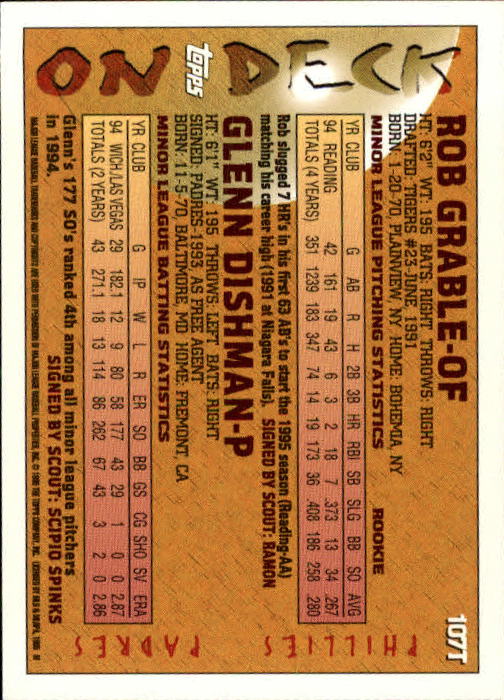 ON DECK
topps
107T
ROB GRABLE-OF
HT: 6'2" WT: 195 BATS: RIGHT THROWS: RIGHT
DRAFTED: TIGERS #23-JUNE, 1991
BORN: 1-20-70, PLAINVIEW, NY HOME: BOHEMIA, NY
MINOR LEAGUE PITCHING STATISTICS ROOKIE
YR CLUB G AB R H 2B 3B HR RBI SB SLG BB SO AVG
94 READING 42 161 19 43 6 3 2 18 7 .373 13 34 .267
TOTALS (4 YEARS) 351 1239 183 347 74 14 19 173 36 408 186 258 280
Rob slugged 7 HR's in his first 63 AB's to start the 1995 season (Reading-AA)
matching his career high (1991 at Niagara Falls). SIGNED BY SCOUT: RAMON
PHILLIES
GLENN DISHMAN-P
HT: 6'1" WT: 195 THROWS: LEFT BATS: RIGHT
SIGNED: PADRES-1993, AS FREE AGENT
BORN: 11-5-70, BALTIMORE, MD HOME: FREMONT, CA
MINOR LEAGUE BATTING STATISTICS
YR CLUB G IP W L R ER SO BB GS CG SHO SV ERA
94 WICH/LAS VEGAS 29 182.1 12 9 80 58 177 43 29 1 0 0 2.87
TOTALS (2 YEARS) 43 271.1 18 13 114 86 262 67 43 3 2 0 2.86
Glenn's 177 SO's ranked 4th among all minor league pitchers
in 1994. SIGNED BY SCOUT: SCIPIO SPINKS
PADRES